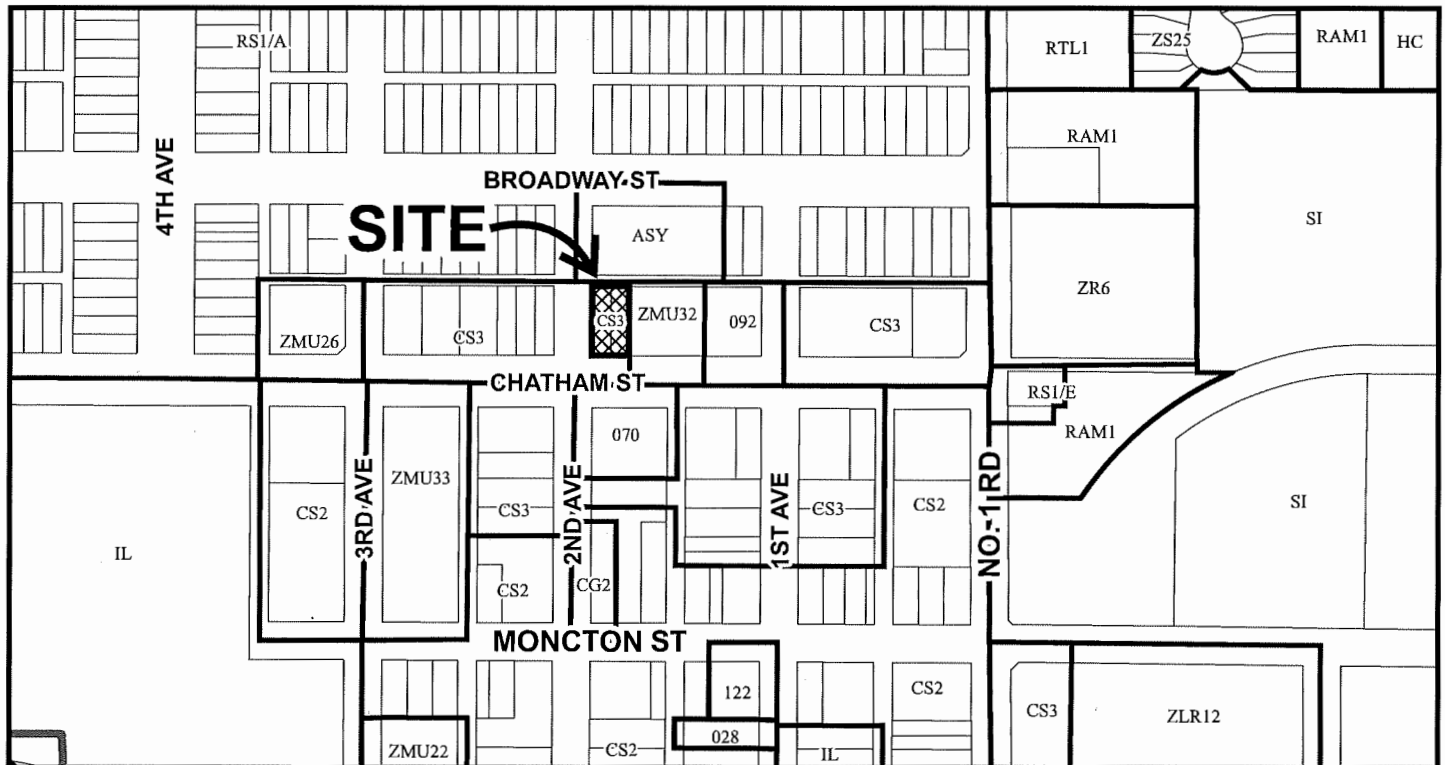 RS1/A
RTL1
ZS25
RAM1
HC
4TH AVE
RAM1
BROADWAY ST
SITE
ASY
SI
ZR6
ZMU26
CS3
CS3
ZMU32
092
CS3
CHATHAM ST
RS1/E
RAM1
070
3RD AVE
ZMU33
2ND AVE
1ST AVE
NO. 1 RD
CS2
CS3
CS3
CS2
SI
IL
CS2
CG2
MONCTON ST
122
CS2
CS3
ZLR12
ZMU22
CS2
028
IL